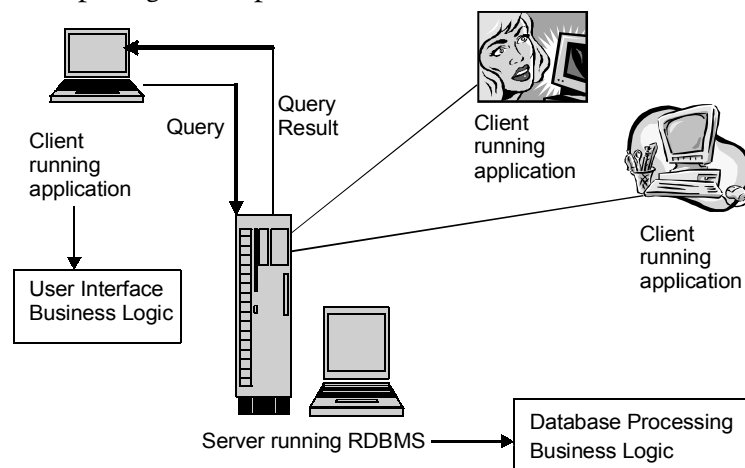 Query
Query
Result
Client
running
application
Client
running
application
Client
running
application
User Interface
Business Logic
Server running RDBMS
Database Processing
Business Logic